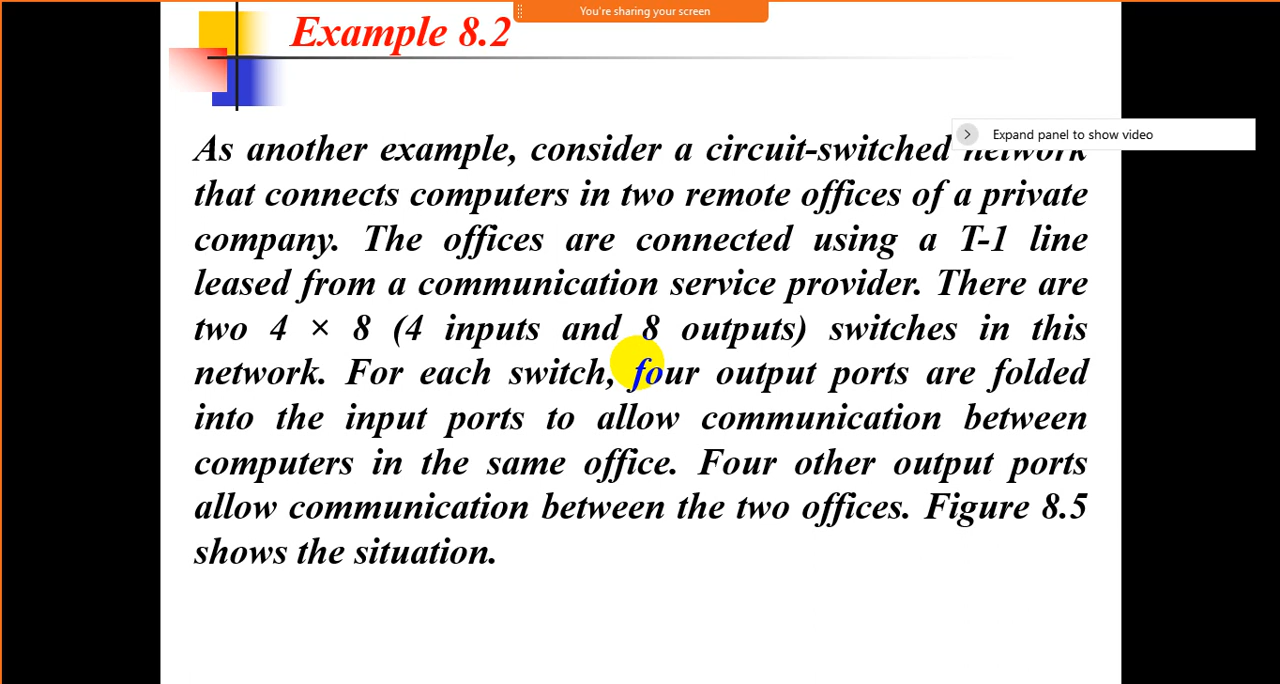 You're sharing your screen
Example 8.2
Expand panel to show video
As another example, consider a circuit-switched network
that connects computers in two remote offices of a private
company. The offices are connected using a T-1 line
leased from a communication service provider. There are
two 4 × 8 (4 inputs and 8 outputs) switches in this
network. For each switch, four output ports are folded
into the input ports to allow communication between
computers in the same office. Four other output ports
allow communication between the two offices. Figure 8.5
shows the situation.